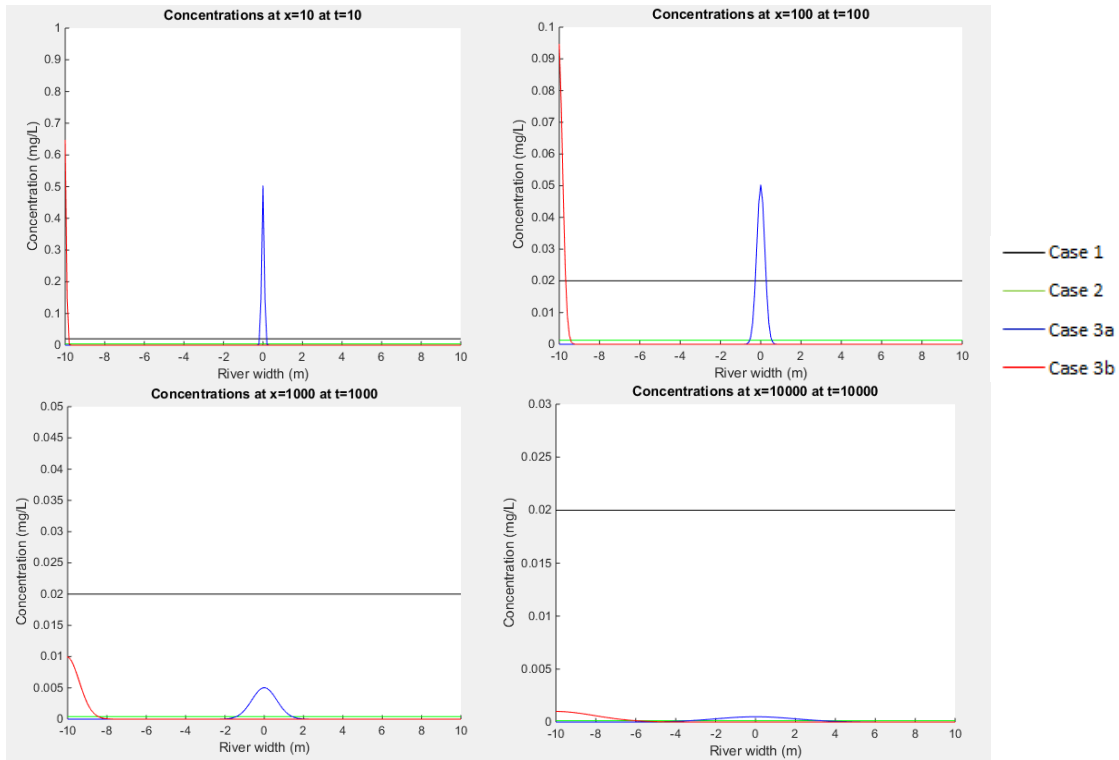 Concentrations at x=10 at t=10
1
0.9
0.8
0.7
0.6
0.5
0.4
0.3
0.2
0.1
0
Concentration (mg/L)
-10 -8 -6 -4 -2 0 2 4 6 8 10
River width (m)
Concentrations at x=100 at t=100
0.1
0.09
0.08
0.07
0.06
0.05
0.04
0.03
0.02
0.01
0
Concentration (mg/L)
-10 -8 -6 -4 -2 0 2 4 6 8 10
River width (m)
Case 1
Case 2
Case 3a
Case 3b
Concentrations at x=1000 at t=1000
0.05
0.045
0.04
0.035
0.03
0.025
0.02
0.015
0.01
0.005
0
Concentration (mg/L)
-10 -8 -6 -4 -2 0 2 4 6 8 10
River width (m)
Concentrations at x=10000 at t=10000
0.03
0.025
0.02
0.015
0.01
0.005
0
Concentration (mg/L)
-10 -8 -6 -4 -2 0 2 4 6 8 10
River width (m)